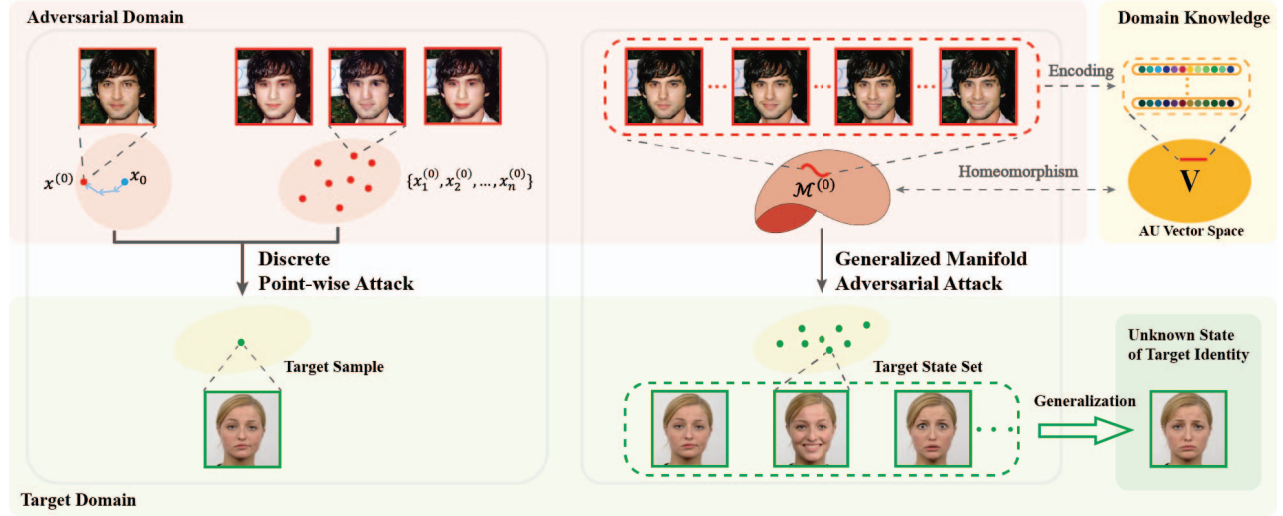 Adversarial Domain
Domain Knowledge
Encoding
x^{(0)}
x_0
{x_1^{(0)}, x_2^{(0)}, ..., x_n^{(0)}}
ℳ^{(0)}
Homeomorphism
V
AU Vector Space
Discrete
Point-wise Attack
Generalized Manifold
Adversarial Attack
Target Sample
Target State Set
Unknown State
of Target Identity
Generalization
Target Domain